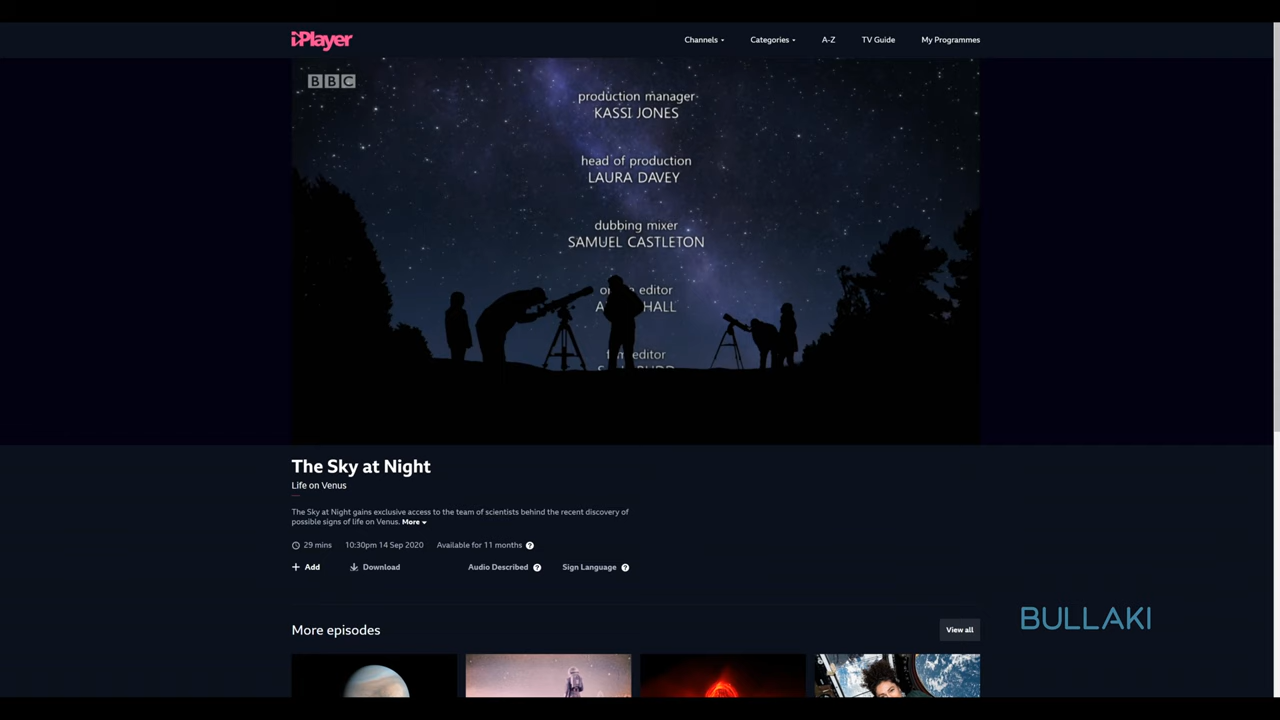 iPlayer
Channels
Categories
A-Z
TV Guide
My Programmes
BBC
production manager
KASSI JONES
head of production
LAURA DAVEY
dubbing mixer
SAMUEL CASTLETON
editor
HALL
editor
The Sky at Night
Life on Venus
The Sky at Night gains exclusive access to the team of scientists behind the recent discovery of
possible signs of life on Venus. More
29 mins 10:30pm 14 Sep 2020 Available for 11 months ?
+ Add Download Audio Described ? Sign Language ?
BULLAKI
More episodes
View all